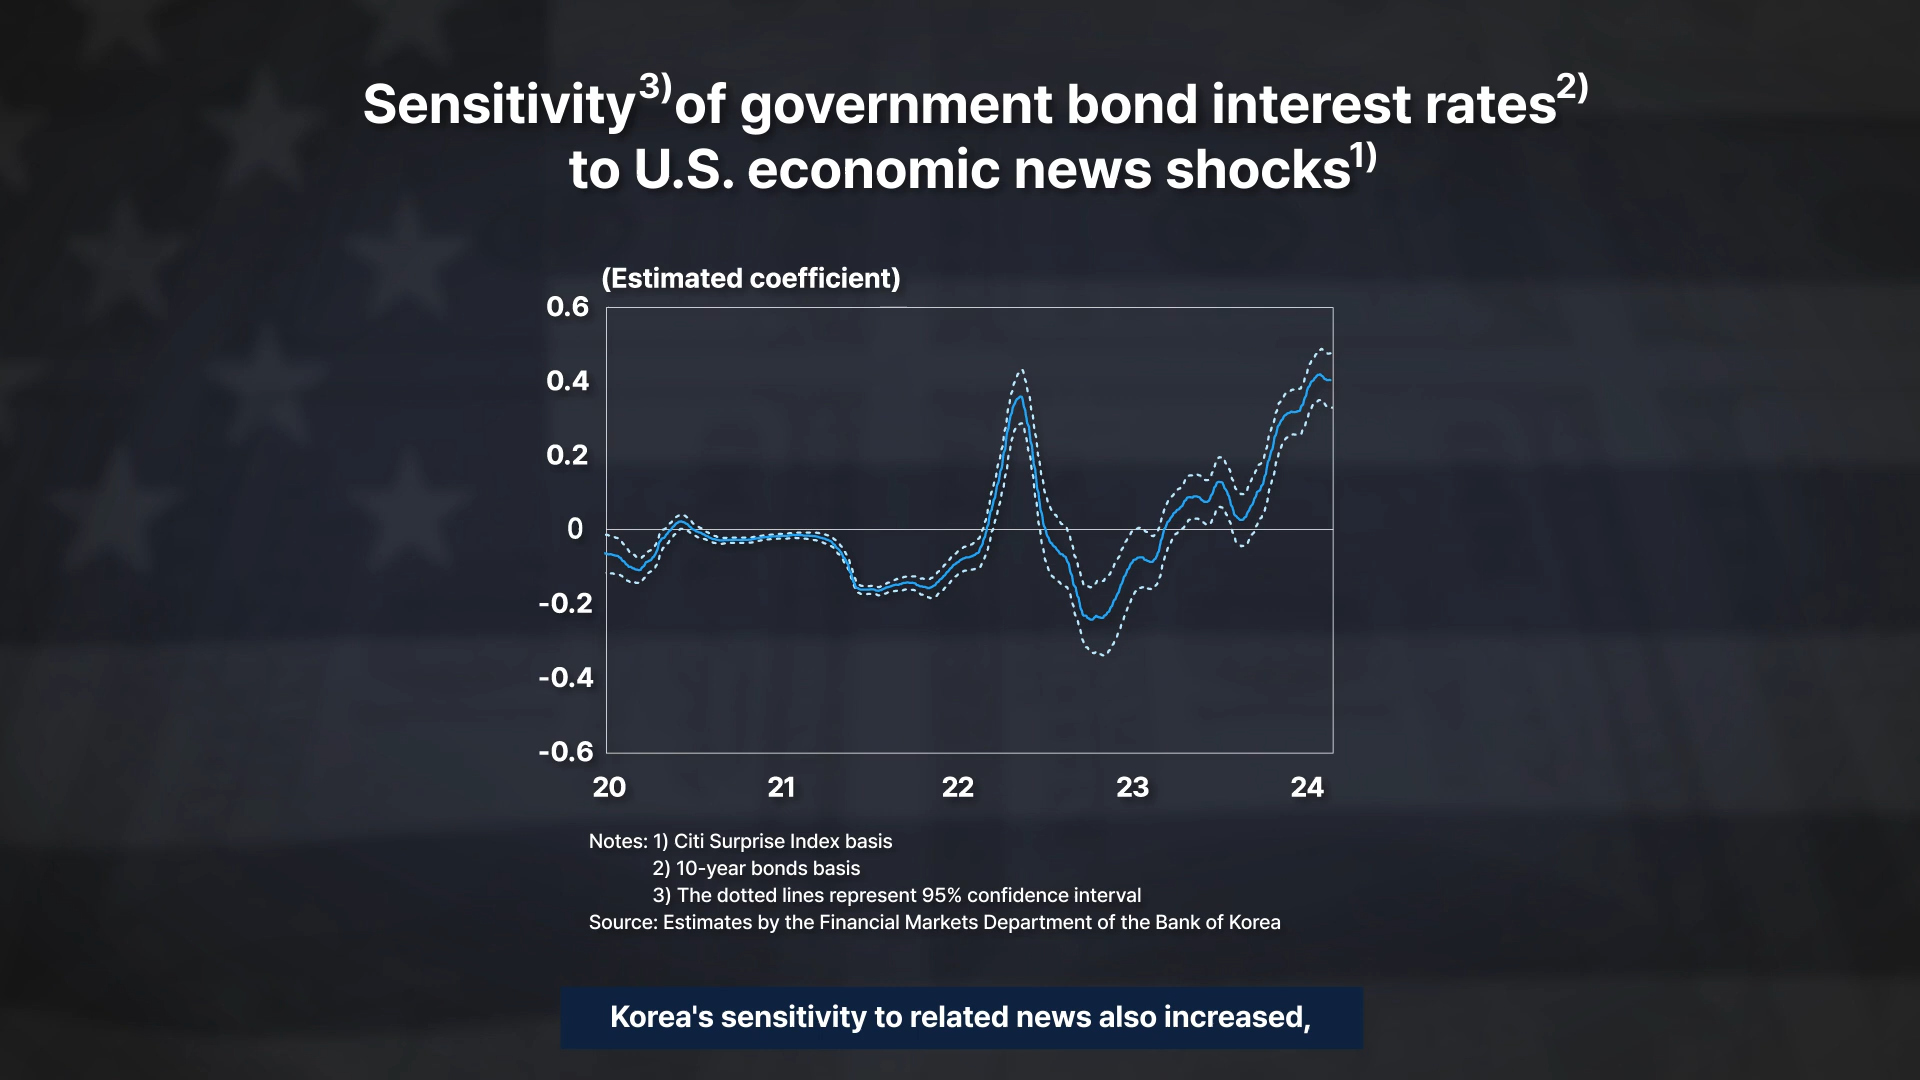 Sensitivity3) of government bond interest rates2)
to U.S. economic news shocks1)
(Estimated coefficient)
0.6
0.4
0.2
0
-0.2
-0.4
-0.6
20 21 22 23 24
Notes: 1) Citi Surprise Index basis
2) 10-year bonds basis
3) The dotted lines represent 95% confidence interval
Source: Estimates by the Financial Markets Department of the Bank of Korea
Korea's sensitivity to related news also increased,